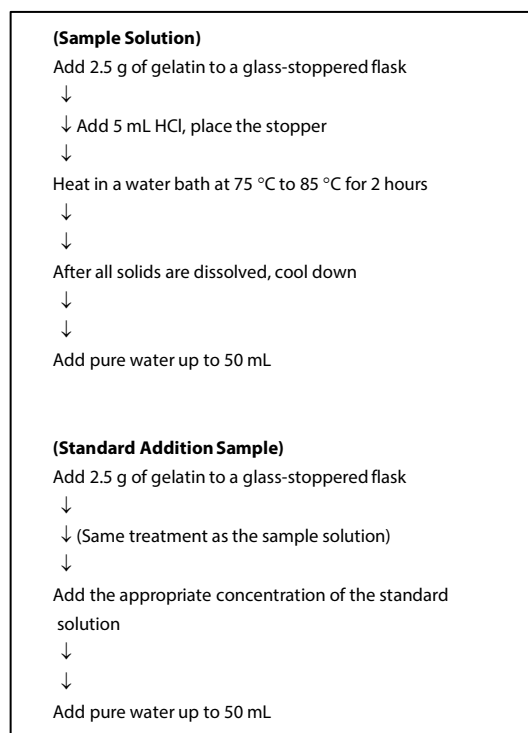 (Sample Solution)
Add 2.5 g of gelatin to a glass-stoppered flask
↓
↓ Add 5 mL HCl, place the stopper
↓
Heat in a water bath at 75 °C to 85 °C for 2 hours
↓
↓
After all solids are dissolved, cool down
↓
↓
Add pure water up to 50 mL
(Standard Addition Sample)
Add 2.5 g of gelatin to a glass-stoppered flask
↓
↓ (Same treatment as the sample solution)
↓
Add the appropriate concentration of the standard
solution
↓
↓
Add pure water up to 50 mL